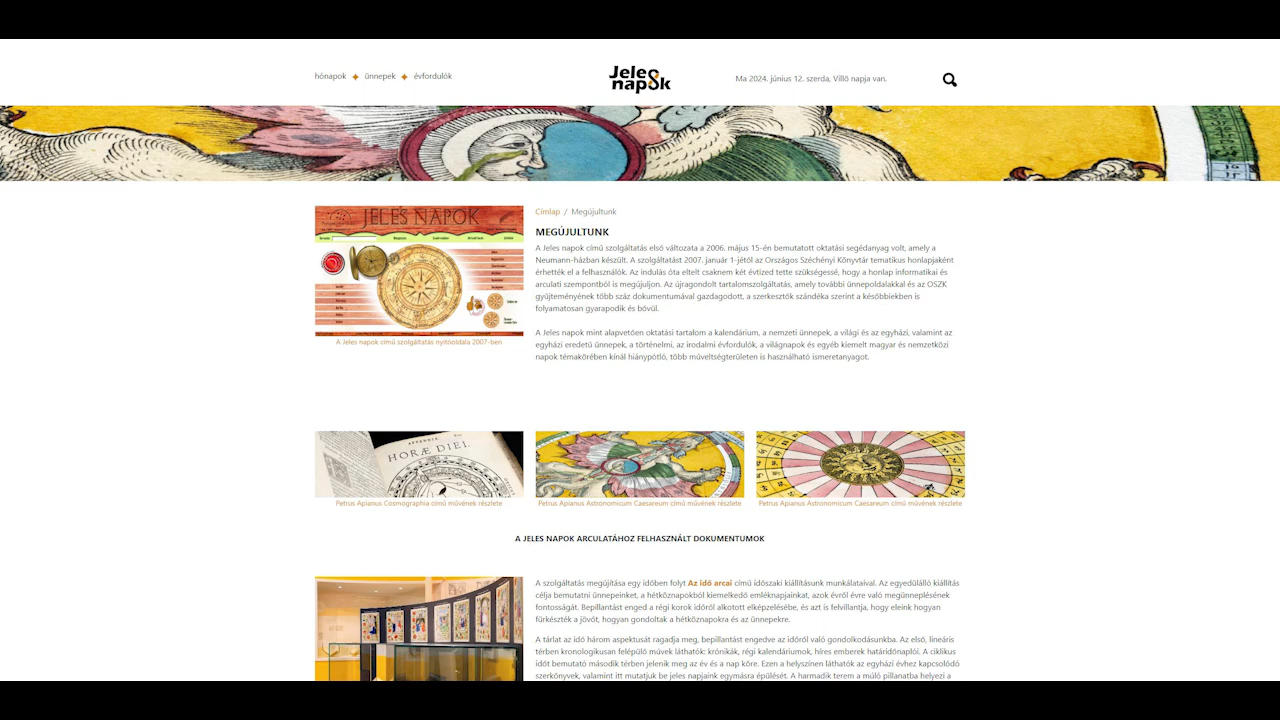 hónapok ünnepek évfordulók
Jeles
napok
Ma 2024. június 12. szerda, Villő napja van.
JELES NAPOK
A Jeles napok című szolgáltatás nyitóoldala 2007-ben
Címlap / Megújultunk
MEGÚJULTUNK
A Jeles napok című szolgáltatás első változata a 2006. május 15-én bemutatott oktatási segédanyag volt, amely a
Neumann-házban készült. A szolgáltatást 2007. január 1-jétől az Országos Széchényi Könyvtár tematikus honlapjaként
érhették el a felhasználók. Az indulás óta eltelt csaknem két évtized tette szükségessé, hogy a honlap informatikai és
arculati szempontból is megújuljon. Az újragondolt tartalomszolgáltatás, amely további ünnepoldalakkal és az OSZK
gyűjteményének több száz dokumentumával gazdagodott, a szerkesztők szándéka szerint a későbbiekben is
folyamatosan gyarapodik és bővül.
A Jeles napok mint alapvetően oktatási tartalom a kalendárium, a nemzeti ünnepek, a világi és az egyházi, valamint az
egyházi eredetű ünnepek, a történelmi, az irodalmi évfordulók, a világnapok és egyéb kiemelt magyar és nemzetközi
napok témakörében kínál hiánypótló, több műveltségterületen is használható ismeretanyagot.
APPENDIX.
HORÆ DIEI.
Petrus Apianus Cosmographia című művének részlete
Petrus Apianus Astronomicum Caesareum című művének részlete
Petrus Apianus Astronomicum Caesareum című művének részlete
A JELES NAPOK ARCULATÁHOZ FELHASZNÁLT DOKUMENTUMOK
A szolgáltatás megújítása egy időben folyt Az idő arcai című időszaki kiállításunk munkálataival. Az egyedülálló kiállítás
célja bemutatni ünnepeinket, a hétköznapokból kiemelkedő emléknapjainkat, azok évről évre való megünneplésének
fontosságát. Bepillantást enged a régi korok időről alkotott elképzelésébe, és azt is felvillantja, hogy eleink hogyan
fürkészték a jövőt, hogyan gondoltak a hétköznapokra és az ünnepekre.
A tárlat az idő három aspektusát ragadja meg, bepillantást engedve az időről való gondolkodásunkba. Az első, lineáris
térben kronologikusan felépülő művek láthatók: krónikák, régi kalendáriumok, híres emberek határidőnaplói. A ciklikus
időt bemutató második térben jelenik meg az év és a nap köre. Ezen a helyszínen láthatók az egyházi évhez kapcsolódó
szerkönyvek, valamint itt mutatjuk be jeles napjaink egymásra épülését. A harmadik terem a múló pillanatba helyezi a